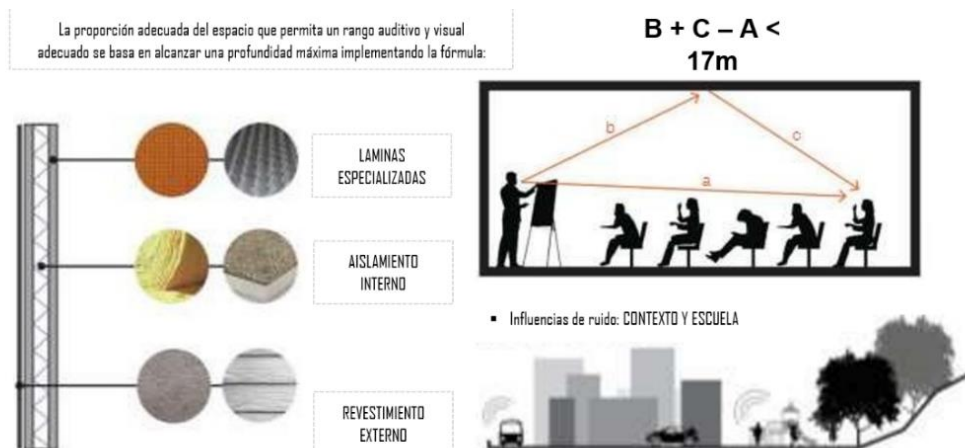 La proporción adecuada del espacio que permita un rango auditivo y visual
adecuado se basa en alcanzar una profundidad máxima implementando la fórmula:
B + C – A <
17m
b
c
a
LAMINAS
ESPECIALIZADAS
AISLAMIENTO
INTERNO
REVESTIMIENTO
EXTERNO
▪ Influencias de ruido: CONTEXTO Y ESCUELA